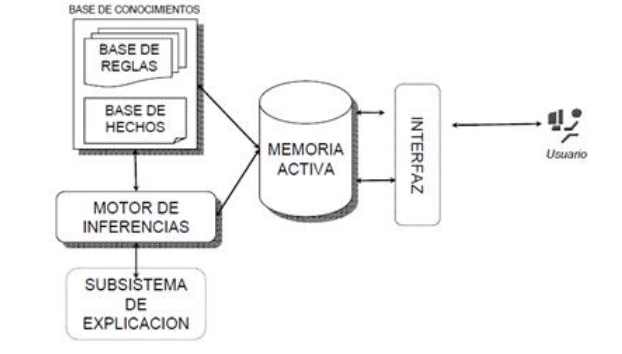 BASE DE CONOCIMIENTOS
BASE DE
REGLAS
BASE DE
HECHOS
MOTOR DE
INFERENCIAS
SUBSISTEMA
DE
EXPLICACION
MEMORIA
ACTIVA
INTERFAZ
Usuario